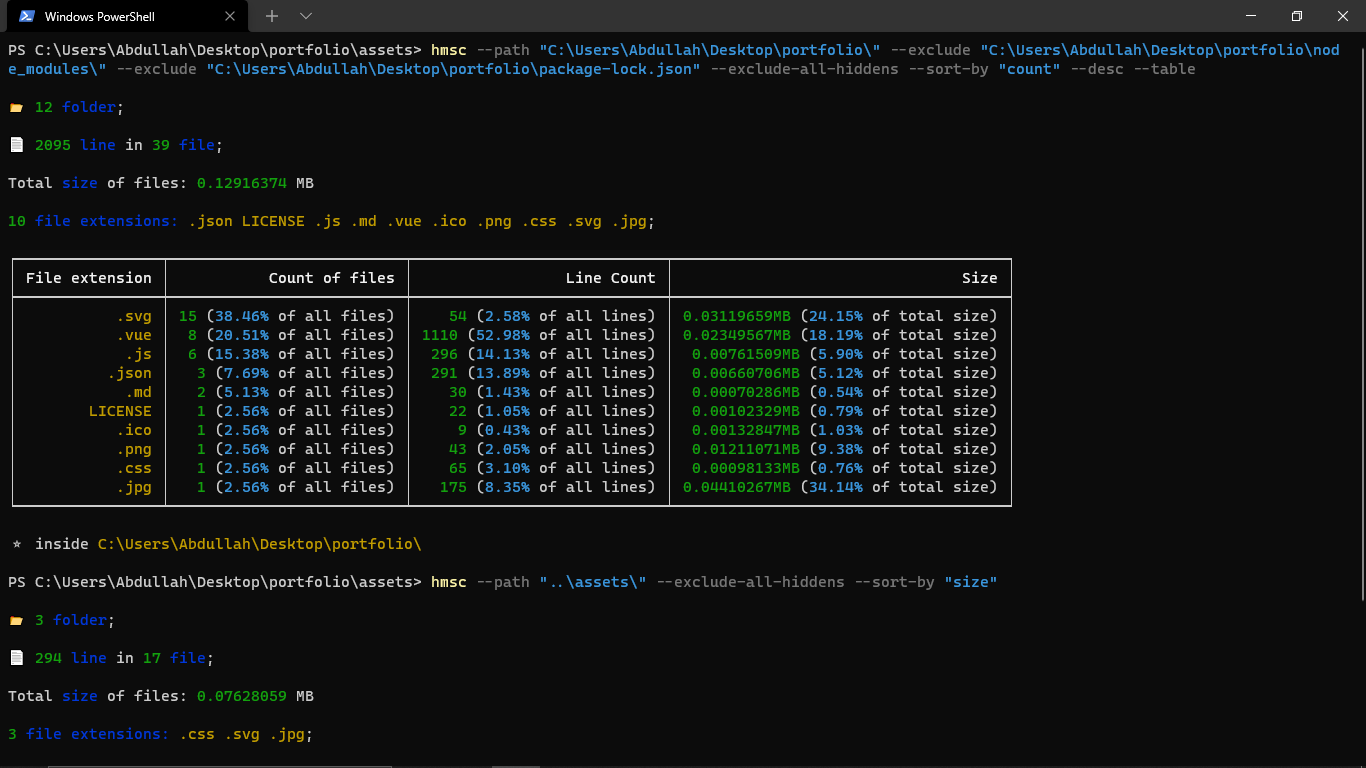 Windows PowerShell
PS C:\Users\Abdullah\Desktop\portfolio\assets> hmsc --path "C:\Users\Abdullah\Desktop\portfolio\" --exclude "C:\Users\Abdullah\Desktop\portfolio\nod
e_modules\" --exclude "C:\Users\Abdullah\Desktop\portfolio\package-lock.json" --exclude-all-hiddens --sort-by "count" --desc --table
12 folder;
2095 line in 39 file;
Total size of files: 0.12916374 MB
10 file extensions: .json LICENSE .js .md .vue .ico .png .css .svg .jpg;
File extension Count of files Line Count Size
.svg 15 (38.46% of all files) 54 (2.58% of all lines) 0.03119659MB (24.15% of total size)
.vue 8 (20.51% of all files) 1110 (52.98% of all lines) 0.02349567MB (18.19% of total size)
.js 6 (15.38% of all files) 296 (14.13% of all lines) 0.00761509MB (5.90% of total size)
.json 3 (7.69% of all files) 291 (13.89% of all lines) 0.00660706MB (5.12% of total size)
.md 2 (5.13% of all files) 30 (1.43% of all lines) 0.00070286MB (0.54% of total size)
LICENSE 1 (2.56% of all files) 22 (1.05% of all lines) 0.00102329MB (0.79% of total size)
.ico 1 (2.56% of all files) 9 (0.43% of all lines) 0.00132847MB (1.03% of total size)
.png 1 (2.56% of all files) 43 (2.05% of all lines) 0.01211071MB (9.38% of total size)
.css 1 (2.56% of all files) 65 (3.10% of all lines) 0.00098133MB (0.76% of total size)
.jpg 1 (2.56% of all files) 175 (8.35% of all lines) 0.04410267MB (34.14% of total size)
☆ inside C:\Users\Abdullah\Desktop\portfolio\
PS C:\Users\Abdullah\Desktop\portfolio\assets> hmsc --path "..\assets\" --exclude-all-hiddens --sort-by "size"
3 folder;
294 line in 17 file;
Total size of files: 0.07628059 MB
3 file extensions: .css .svg .jpg;